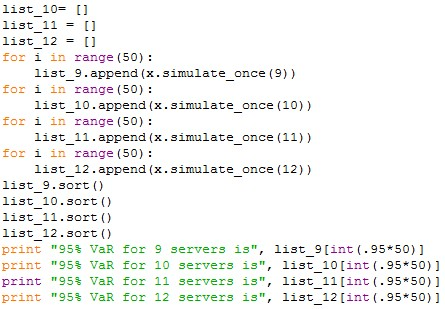 list_10= []
list_11 = []
list_12 = []
for i in range(50):
    list_9.append(x.simulate_once(9))
for i in range(50):
    list_10.append(x.simulate_once(10))
for i in range(50):
    list_11.append(x.simulate_once(11))
for i in range(50):
    list_12.append(x.simulate_once(12))
list_9.sort()
list_10.sort()
list_11.sort()
list_12.sort()
print "95% VaR for 9 servers is", list_9[int(.95*50)]
print "95% VaR for 10 servers is", list_10[int(.95*50)]
print "95% VaR for 11 servers is", list_11[int(.95*50)]
print "95% VaR for 12 servers is", list_12[int(.95*50)]